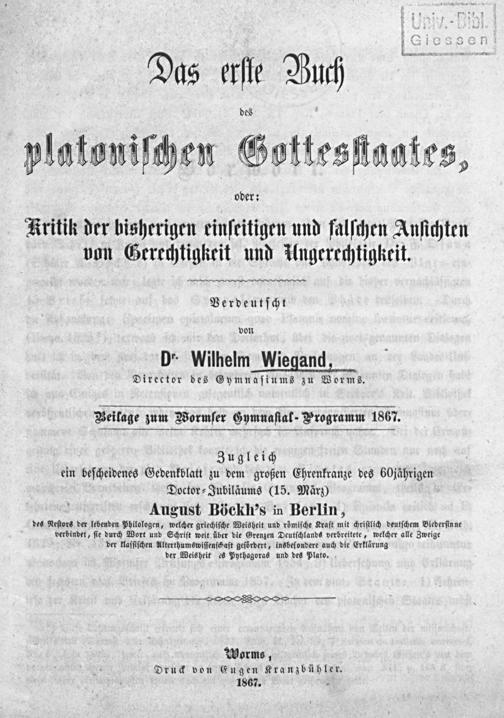 Univ.-Bibl.
Giessen
Das erste Buch
des
platonischen Gottesstaates,
oder:
Kritik der bisherigen einseitigen und falschen Ansichten
von Gerechtigkeit und Ungerechtigkeit.
Verdeutscht
von
Dr. Wilhelm Wiegand,
Director des Gymnasiums zu Worms.
Beilage zum Wormser Gymnasial-Programm 1867.
Zugleich
ein bescheidenes Gedenkblatt zu dem großen Ehrenkranze des 60jährigen
Doctor-Jubiläums (15. März)
August Böckh's in Berlin,
des Nestors der lebenden Philologen, welcher griechische Weisheit und römische Kraft mit christlich deutschem Biedersinne
verbindet, sie durch Wort und Schrift weit über die Grenzen Deutschlands verbreitete, welcher alle Zweige
der klassischen Alterthumswissenschaft gefördert, insbesondere auch die Erklärung
der Weisheit es Pythagoras und des Plato.
Worms,
Druck von Eugen Kranzbühler.
1867.